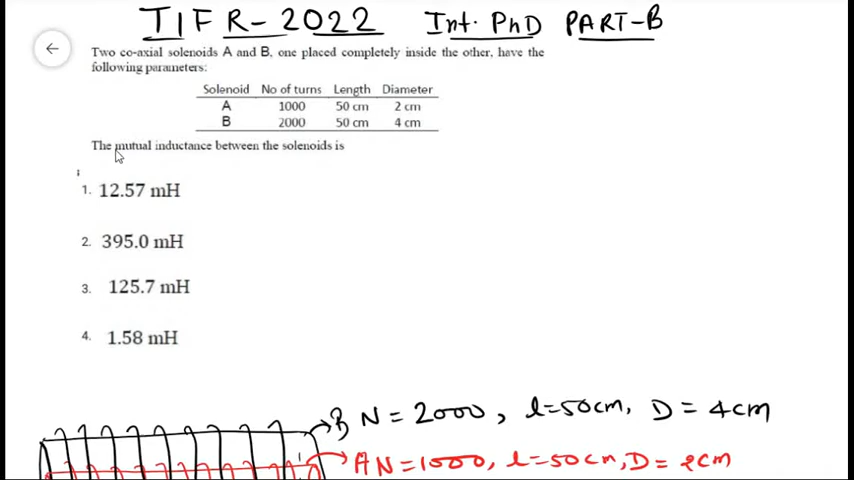 TIFR-2022 Int. PhD PART-B
Two co-axial solenoids A and B, one placed completely inside the other, have the
following parameters:
Solenoid No of turns Length Diameter
A 1000 50 cm 2 cm
B 2000 50 cm 4 cm
The mutual inductance between the solenoids is
1. 12.57 mH
2. 395.0 mH
3. 125.7 mH
4. 1.58 mH
B N = 2000, l=50cm, D = 4cm
A N=1000, l=50cm, D= 2cm